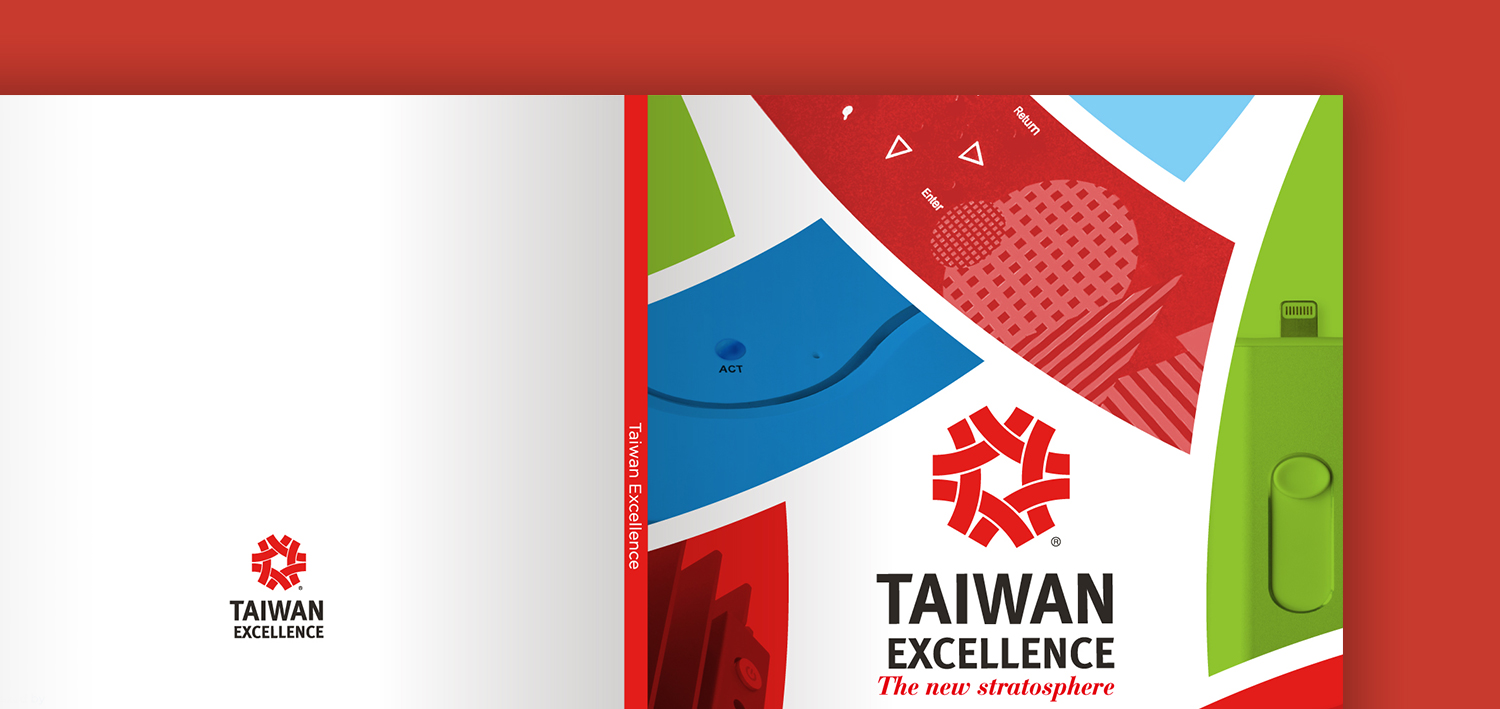 TAIWAN
EXCELLENCE
Taiwan Excellence
Return
Enter
ACT
®
TAIWAN
EXCELLENCE
The new stratosphere